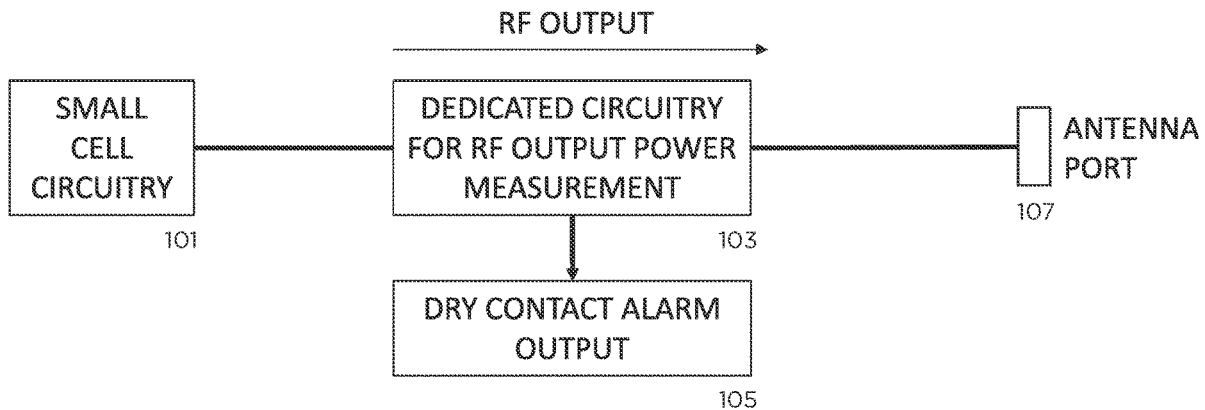 RF OUTPUT
SMALL
CELL
CIRCUITRY
101
DEDICATED CIRCUITRY
FOR RF OUTPUT POWER
MEASUREMENT
103
ANTENNA
PORT
107
DRY CONTACT ALARM
OUTPUT
105